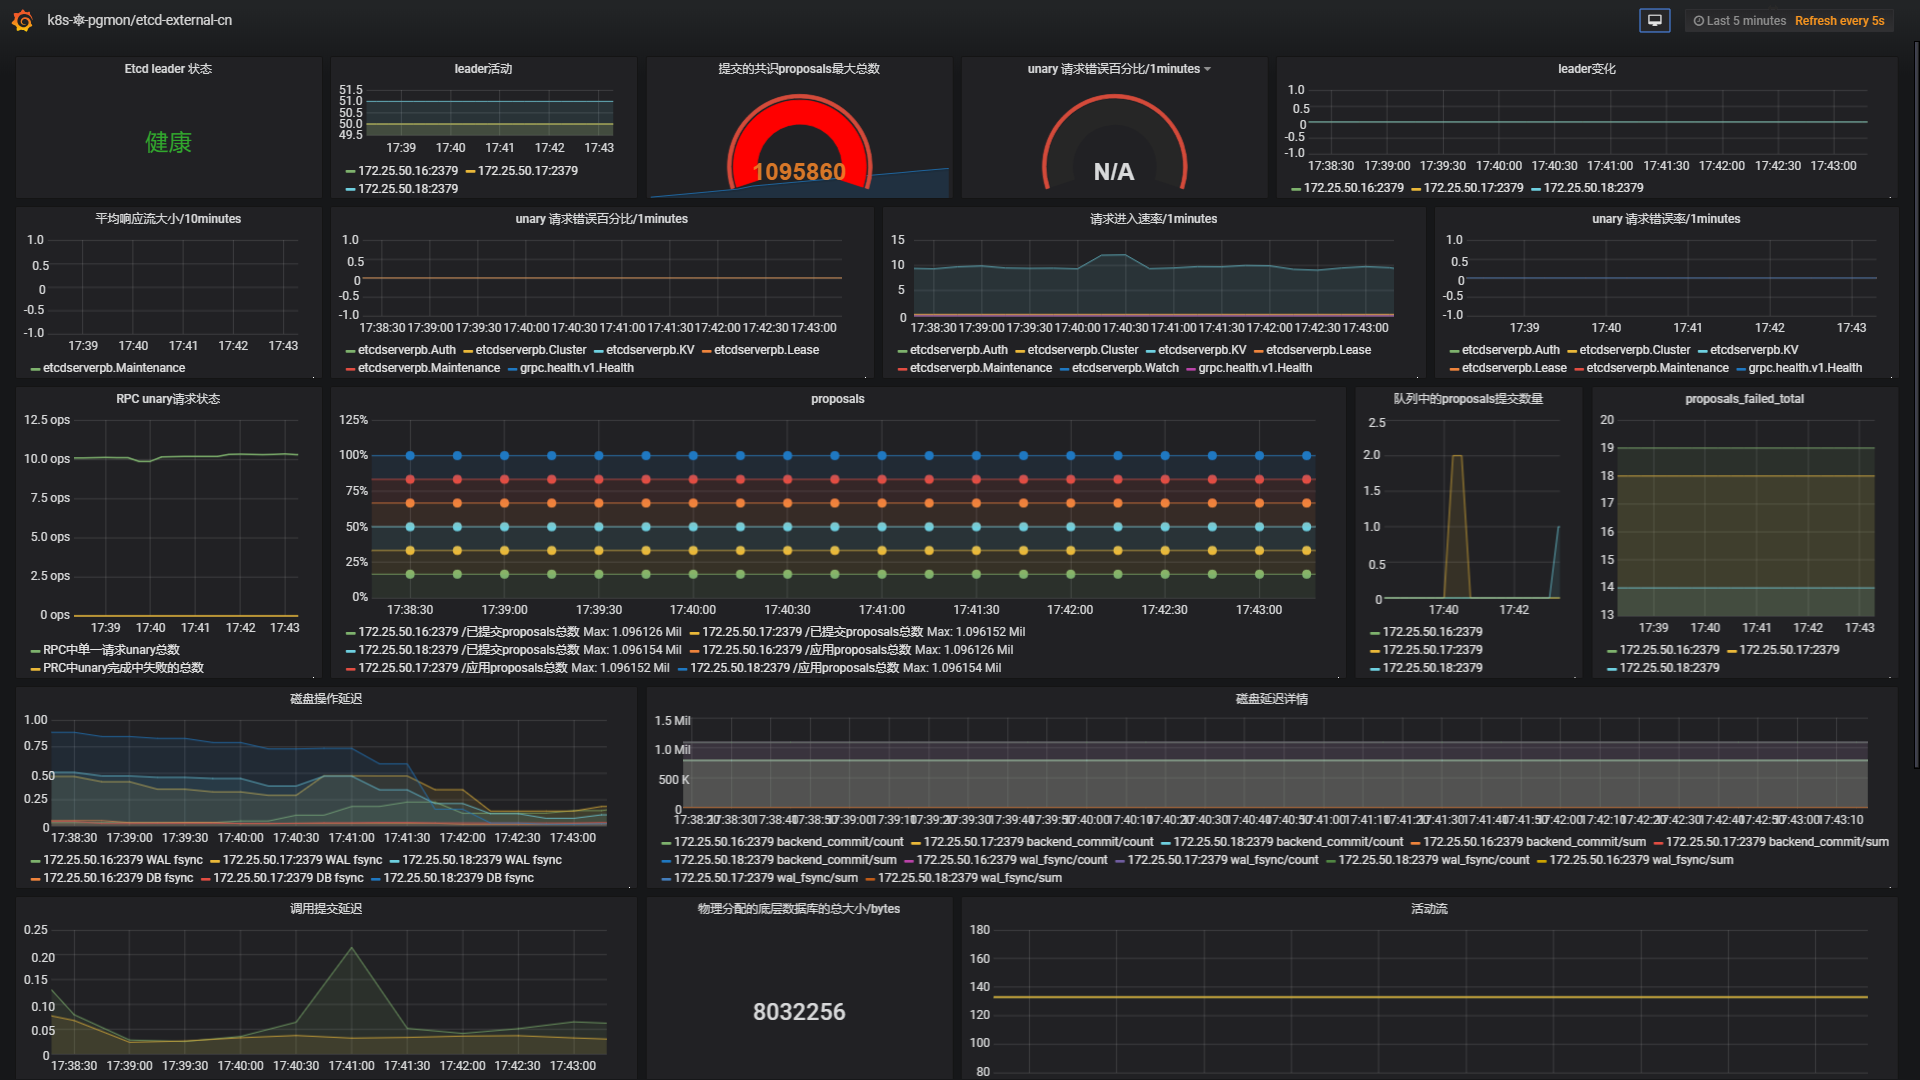 k8s-⎈-pgmon/etcd-external-cn
Last 5 minutes Refresh every 5s
Etcd leader 状态
健康
leader活动
51.5
51.0
50.5
50.0
49.5
17:39 17:40 17:41 17:42 17:43
172.25.50.16:2379 172.25.50.17:2379
172.25.50.18:2379
提交的共识proposals最大总数
1095860
unary 请求错误百分比/1minutes
N/A
leader变化
1.0
0.5
0
-0.5
-1.0
17:38:30 17:39:00 17:39:30 17:40:00 17:40:30 17:41:00 17:41:30 17:42:00 17:42:30 17:43:00
172.25.50.16:2379 172.25.50.17:2379 172.25.50.18:2379
平均响应流大小/10minutes
1.0
0.5
0
-0.5
-1.0
17:39 17:40 17:41 17:42 17:43
etcdserverpb.Maintenance
unary 请求错误百分比/1minutes
1.0
0.5
0
-0.5
-1.0
17:38:30 17:39:00 17:39:30 17:40:00 17:40:30 17:41:00 17:41:30 17:42:00 17:42:30 17:43:00
etcdserverpb.Auth etcdserverpb.Cluster etcdserverpb.KV etcdserverpb.Lease
etcdserverpb.Maintenance grpc.health.v1.Health
请求进入速率/1minutes
15
10
5
0
17:38:30 17:39:00 17:39:30 17:40:00 17:40:30 17:41:00 17:41:30 17:42:00 17:42:30 17:43:00
etcdserverpb.Auth etcdserverpb.Cluster etcdserverpb.KV etcdserverpb.Lease
etcdserverpb.Maintenance etcdserverpb.Watch grpc.health.v1.Health
unary 请求错误率/1minutes
1.0
0.5
0
-0.5
-1.0
17:39 17:40 17:41 17:42 17:43
etcdserverpb.Auth etcdserverpb.Cluster etcdserverpb.KV
etcdserverpb.Lease etcdserverpb.Maintenance grpc.health.v1.Health
RPC unary请求状态
12.5 ops
10.0 ops
7.5 ops
5.0 ops
2.5 ops
0 ops
17:39 17:40 17:41 17:42 17:43
RPC中单一请求unary总数
PRC中unary完成中失败的总数
proposals
125%
100%
75%
50%
25%
0%
17:38:30 17:39:00 17:39:30 17:40:00 17:40:30 17:41:00 17:41:30 17:42:00 17:42:30 17:43:00
172.25.50.16:2379 /已提交proposals总数 Max: 1.096126 Mil 172.25.50.17:2379 /已提交proposals总数 Max: 1.096152 Mil
172.25.50.18:2379 /已提交proposals总数 Max: 1.096154 Mil 172.25.50.16:2379 /应用proposals总数 Max: 1.096126 Mil
172.25.50.17:2379 /应用proposals总数 Max: 1.096152 Mil 172.25.50.18:2379 /应用proposals总数 Max: 1.096154 Mil
队列中的proposals提交数量
2.5
2.0
1.5
1.0
0.5
0
17:40 17:42
172.25.50.16:2379
172.25.50.17:2379
172.25.50.18:2379
proposals_failed_total
20
19
18
17
16
15
14
13
17:39 17:40 17:41 17:42 17:43
172.25.50.16:2379 172.25.50.17:2379
172.25.50.18:2379
磁盘操作延迟
1.00
0.75
0.50
0.25
0
17:38:30 17:39:00 17:39:30 17:40:00 17:40:30 17:41:00 17:41:30 17:42:00 17:42:30 17:43:00
172.25.50.16:2379 WAL fsync 172.25.50.17:2379 WAL fsync 172.25.50.18:2379 WAL fsync
172.25.50.16:2379 DB fsync 172.25.50.17:2379 DB fsync 172.25.50.18:2379 DB fsync
磁盘延迟详情
1.5 Mil
1.0 Mil
500 K
0
17:38:20 17:38:30 17:38:40 17:38:50 17:39:00 17:39:10 17:39:20 17:39:30 17:39:40 17:39:50 17:40:00 17:40:10 17:40:20 17:40:30 17:40:40 17:40:50 17:41:00 17:41:10 17:41:20 17:41:30 17:41:40 17:41:50 17:42:00 17:42:10 17:42:20 17:42:30 17:42:40 17:42:50 17:43:00 17:43:10
172.25.50.16:2379 backend_commit/count 172.25.50.17:2379 backend_commit/count 172.25.50.18:2379 backend_commit/count 172.25.50.16:2379 backend_commit/sum 172.25.50.17:2379 backend_commit/sum
172.25.50.18:2379 backend_commit/sum 172.25.50.16:2379 wal_fsync/count 172.25.50.17:2379 wal_fsync/count 172.25.50.18:2379 wal_fsync/count 172.25.50.16:2379 wal_fsync/sum
172.25.50.17:2379 wal_fsync/sum 172.25.50.18:2379 wal_fsync/sum
调用提交延迟
0.25
0.20
0.15
0.10
0.05
0
17:38:30 17:39:00 17:39:30 17:40:00 17:40:30 17:41:00 17:41:30 17:42:00 17:42:30 17:43:00
物理分配的底层数据库的总大小/bytes
8032256
活动流
180
160
140
120
100
80